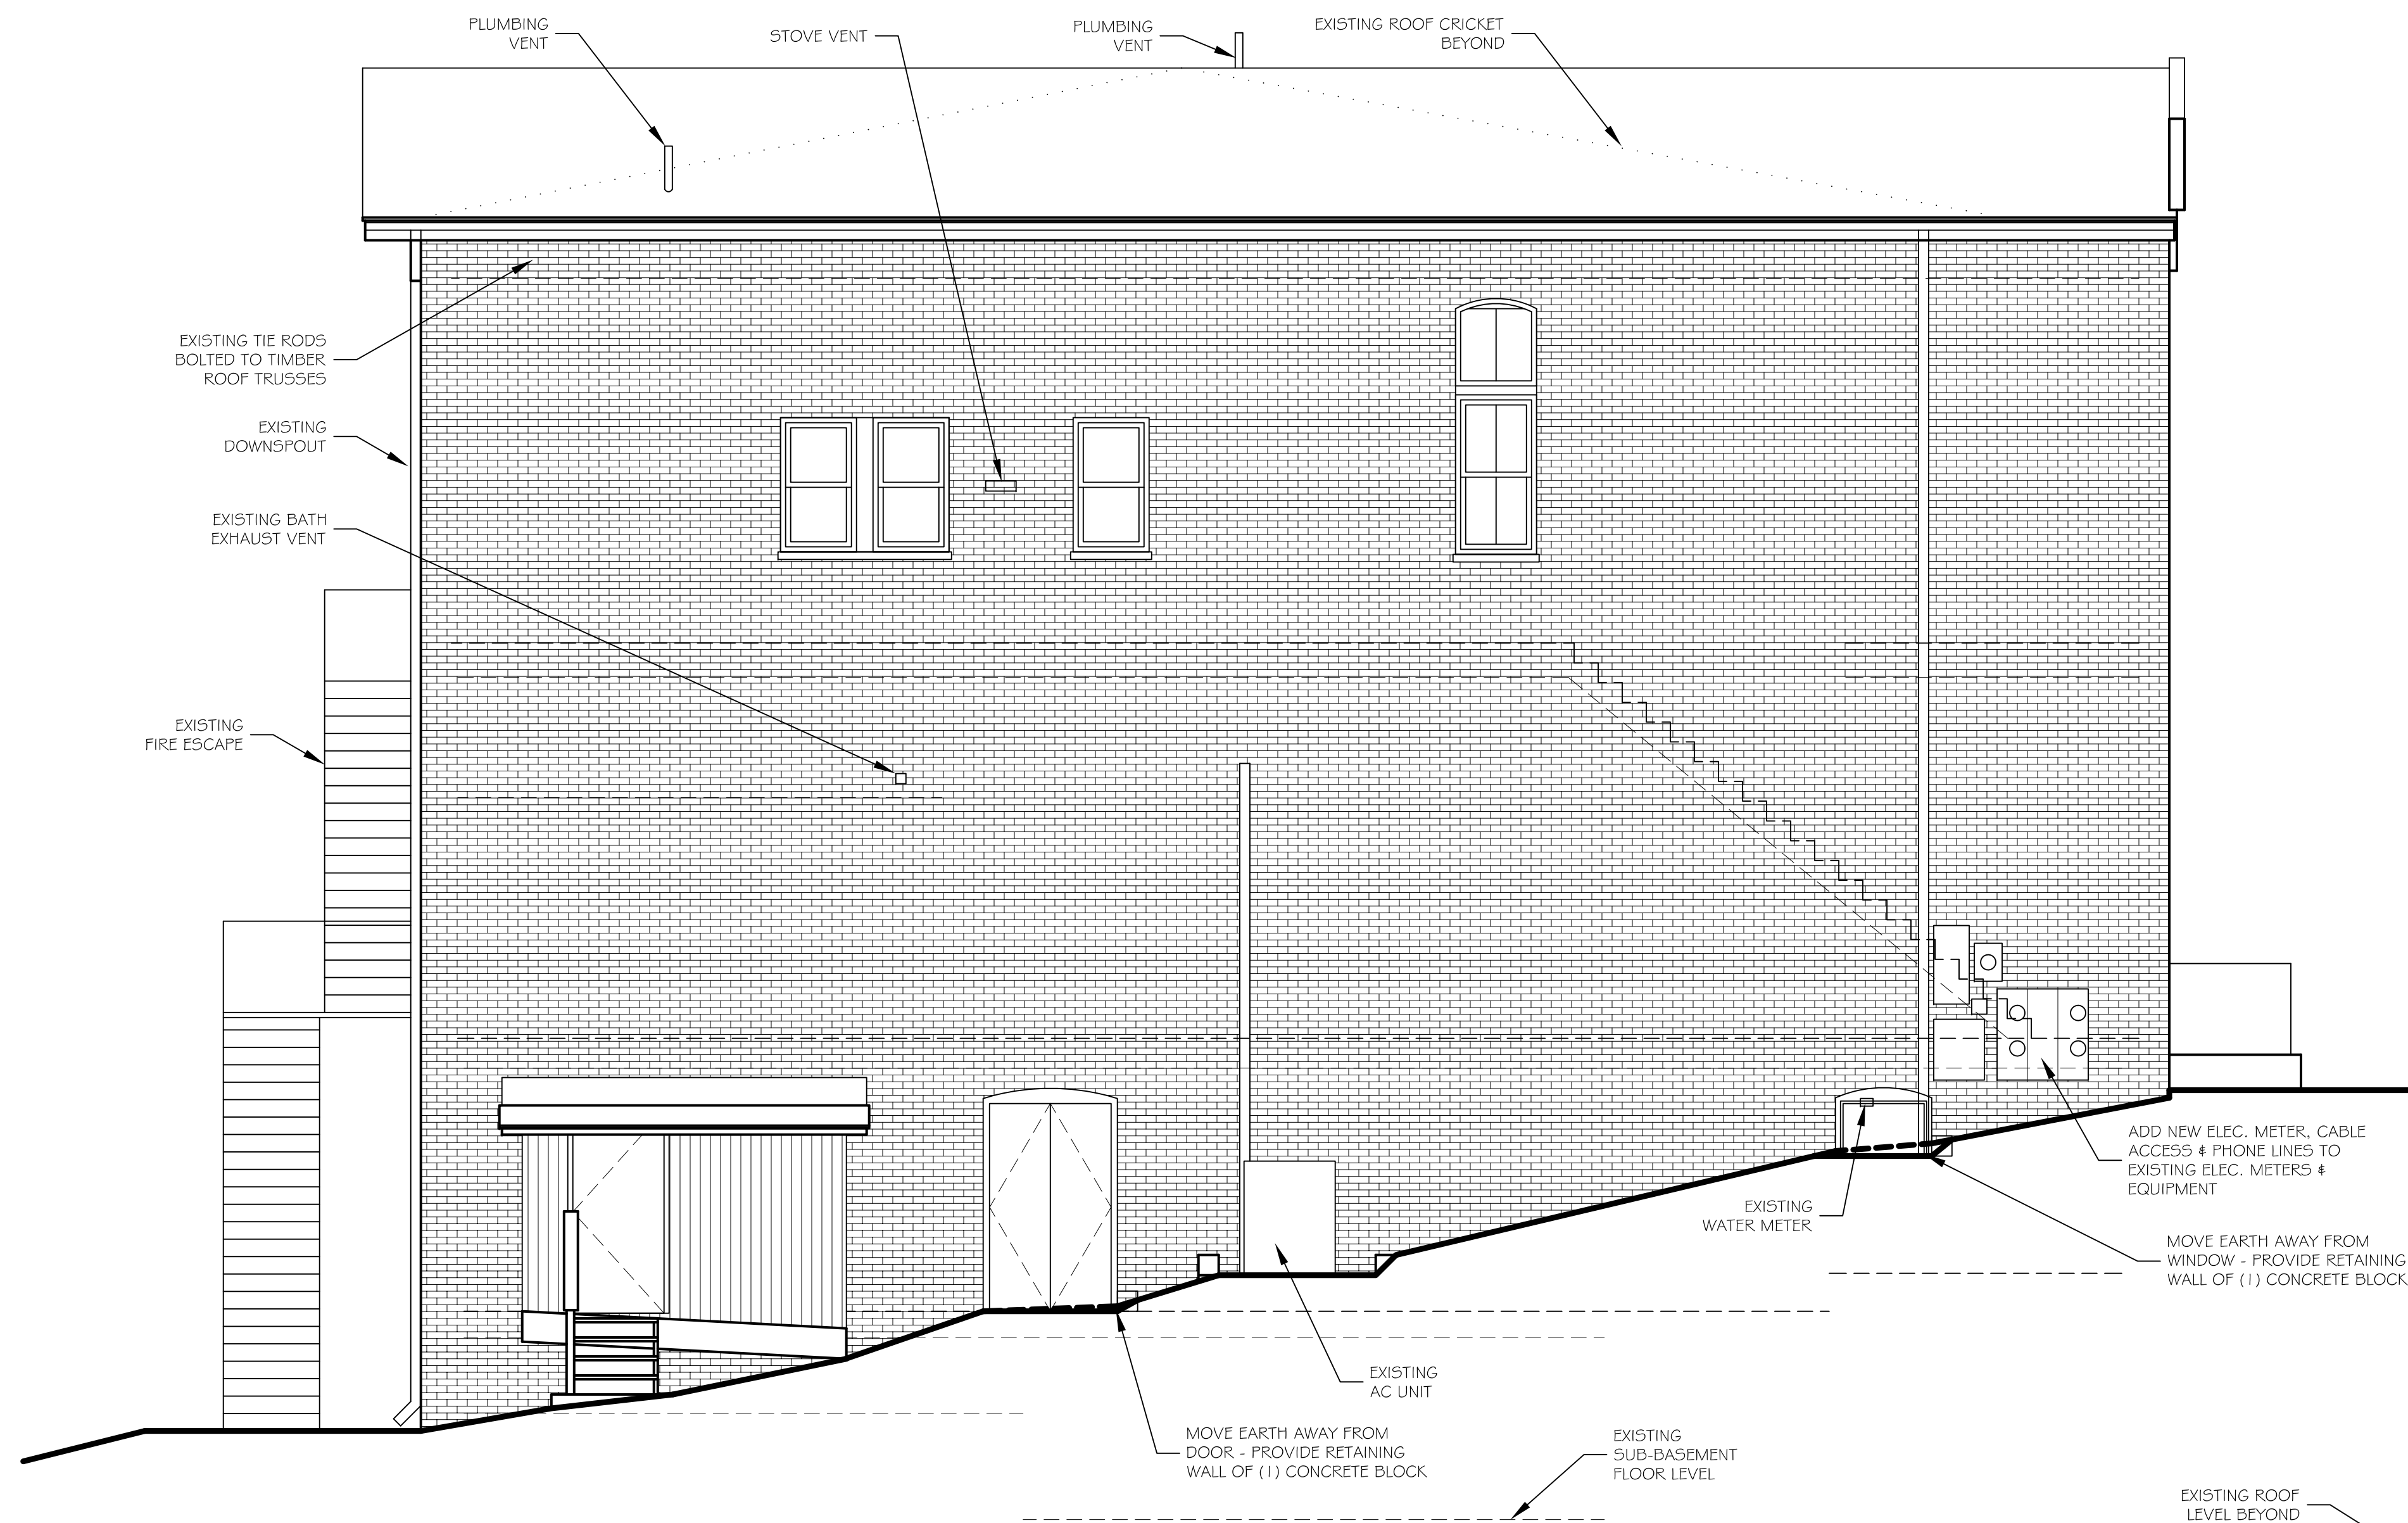 PLUMBING
VENT
STOVE VENT
PLUMBING
VENT
EXISTING ROOF CRICKET
BEYOND
EXISTING TIE RODS
BOLTED TO TIMBER
ROOF TRUSSES
EXISTING
DOWNSPOUT
EXISTING BATH
EXHAUST VENT
EXISTING
FIRE ESCAPE
ADD NEW ELEC. METER, CABLE
ACCESS & PHONE LINES TO
EXISTING ELEC. METERS &
EQUIPMENT
EXISTING
WATER METER
MOVE EARTH AWAY FROM
WINDOW - PROVIDE RETAINING
WALL OF (1) CONCRETE BLOCK
EXISTING
AC UNIT
MOVE EARTH AWAY FROM
DOOR - PROVIDE RETAINING
WALL OF (1) CONCRETE BLOCK
EXISTING
SUB-BASEMENT
FLOOR LEVEL
EXISTING ROOF
LEVEL BEYOND